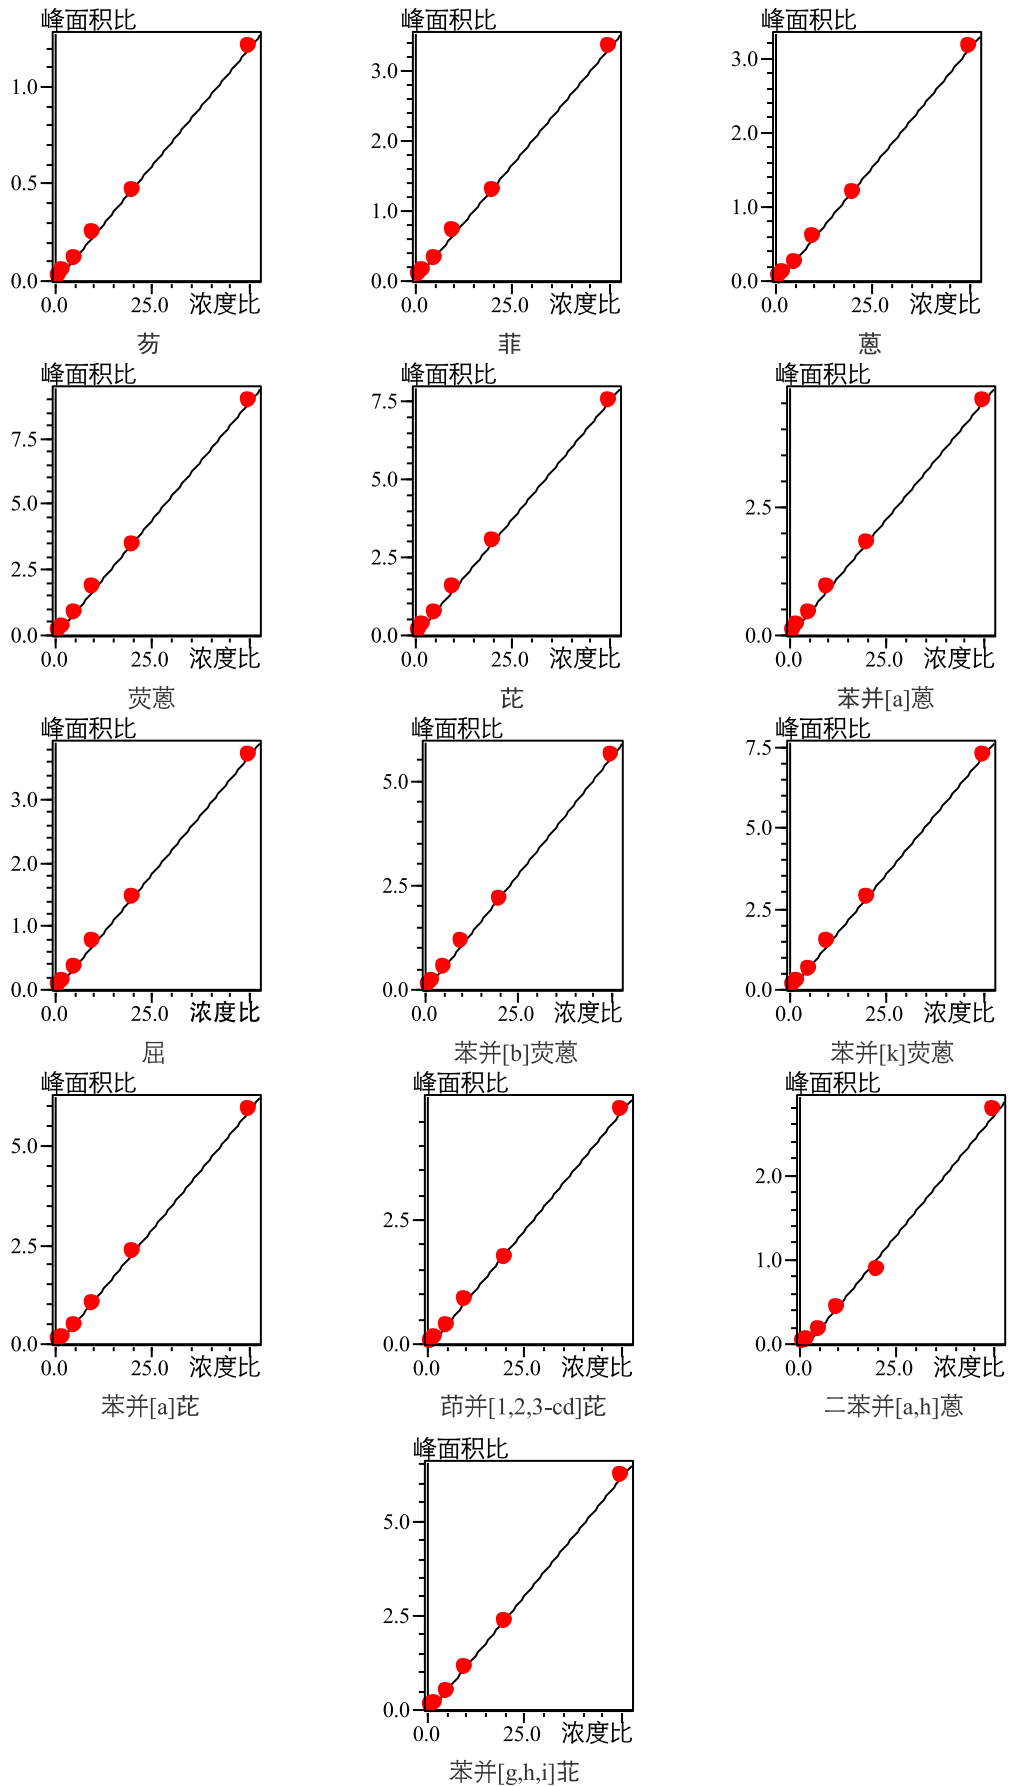 峰面积比 峰面积比 峰面积比
1.0 3.0 3.0
2.0 2.0
0.5 1.0 1.0
0.0 0.0 0.0
0.0 25.0 浓度比 0.0 25.0 浓度比 0.0 25.0 浓度比
芴 菲 蒽
峰面积比 峰面积比 峰面积比
7.5 7.5
5.0 5.0 2.5
2.5 2.5
0.0 0.0 0.0
0.0 25.0 浓度比 0.0 25.0 浓度比 0.0 25.0 浓度比
荧蒽 芘 苯并[a]蒽
峰面积比 峰面积比 峰面积比
3.0 5.0 7.5
2.0 5.0
1.0 2.5 2.5
0.0 0.0 0.0
0.0 25.0 浓度比 0.0 25.0 浓度比 0.0 25.0 浓度比
屈 苯并[b]荧蒽 苯并[k]荧蒽
峰面积比 峰面积比 峰面积比
5.0 2.0
2.5 2.5 1.0
0.0 0.0 0.0
0.0 25.0 浓度比 0.0 25.0 浓度比 0.0 25.0 浓度比
苯并[a]芘 茚并[1,2,3-cd]芘 二苯并[a,h]蒽
峰面积比
5.0
2.5
0.0
0.0 25.0 浓度比
苯并[g,h,i]苝